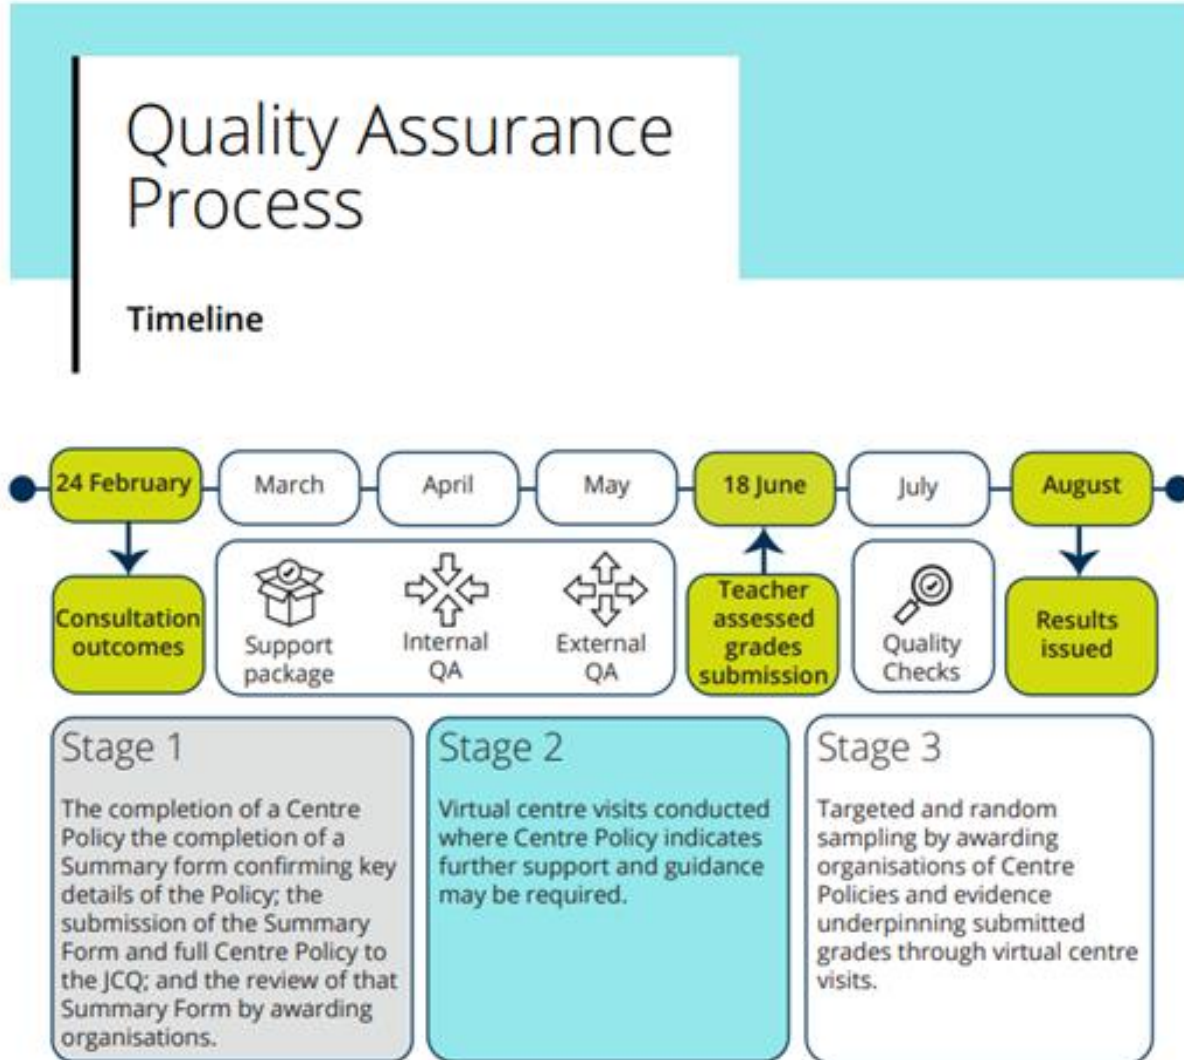 Quality Assurance
Process
Timeline
24 February
March
April
May
18 June
July
August
Consultation
outcomes
Support
package
Internal
QA
External
QA
Teacher
assessed
grades
submission
Quality
Checks
Results
issued
Stage 1
The completion of a Centre
Policy the completion of a
Summary form confirming key
details of the Policy; the
submission of the Summary
Form and full Centre Policy to
the JCQ; and the review of that
Summary Form by awarding
organisations.
Stage 2
Virtual centre visits conducted
where Centre Policy indicates
further support and guidance
may be required.
Stage 3
Targeted and random
sampling by awarding
organisations of Centre
Policies and evidence
underpinning submitted
grades through virtual centre
visits.